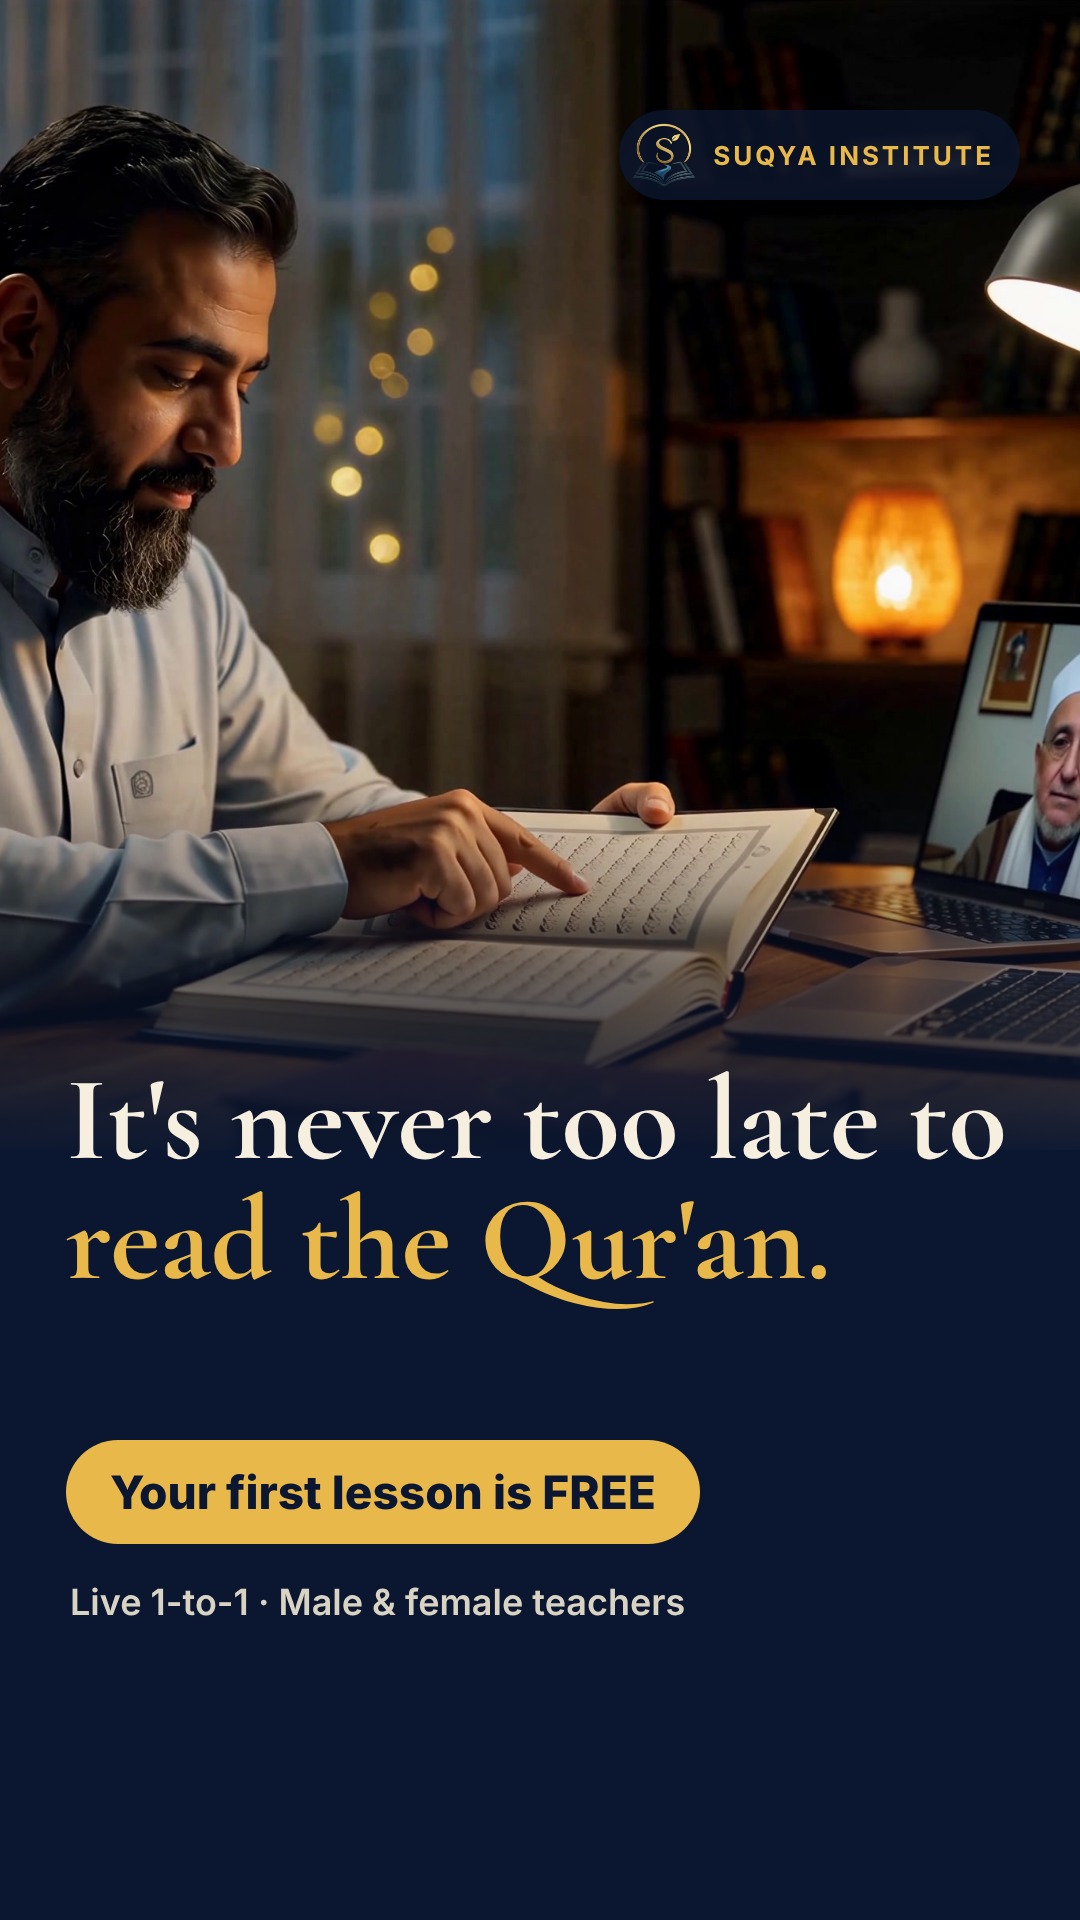 SUQYA INSTITUTE
It's never too late to
read the Qur'an.
Your first lesson is FREE
Live 1-to-1 · Male & female teachers